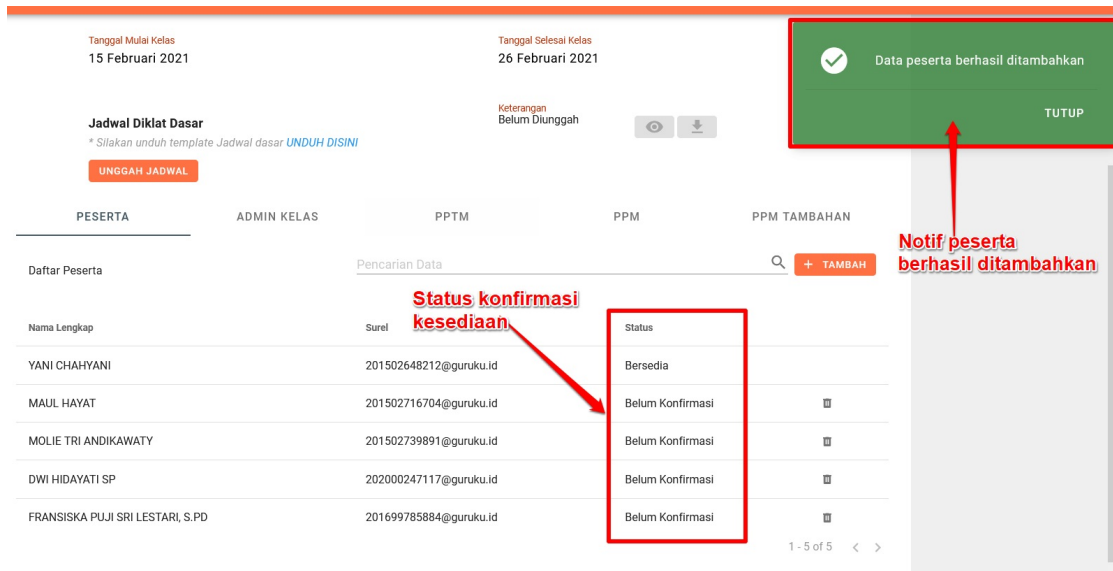 Tanggal Mulai Kelas
15 Februari 2021
Tanggal Selesai Kelas
26 Februari 2021
Data peserta berhasil ditambahkan
TUTUP
Jadwal Diklat Dasar
* Silakan unduh template Jadwal dasar UNDUH DISINI
UNGGAH JADWAL
Keterangan
Belum Diunggah
PESERTA ADMIN KELAS PPTM PPM PPM TAMBAHAN
Notif peserta
berhasil ditambahkan
Daftar Peserta
Pencarian Data
+ TAMBAH
Status konfirmasi
kesediaan
Nama Lengkap Surel Status
YANI CHAHYANI 201502648212@guruku.id Bersedia
MAUL HAYAT 201502716704@guruku.id Belum Konfirmasi
MOLIE TRI ANDIKAWATY 201502739891@guruku.id Belum Konfirmasi
DWI HIDAYATI SP 202000247117@guruku.id Belum Konfirmasi
FRANSISKA PUJI SRI LESTARI, S.PD 201699785884@guruku.id Belum Konfirmasi
1 - 5 of 5 < >